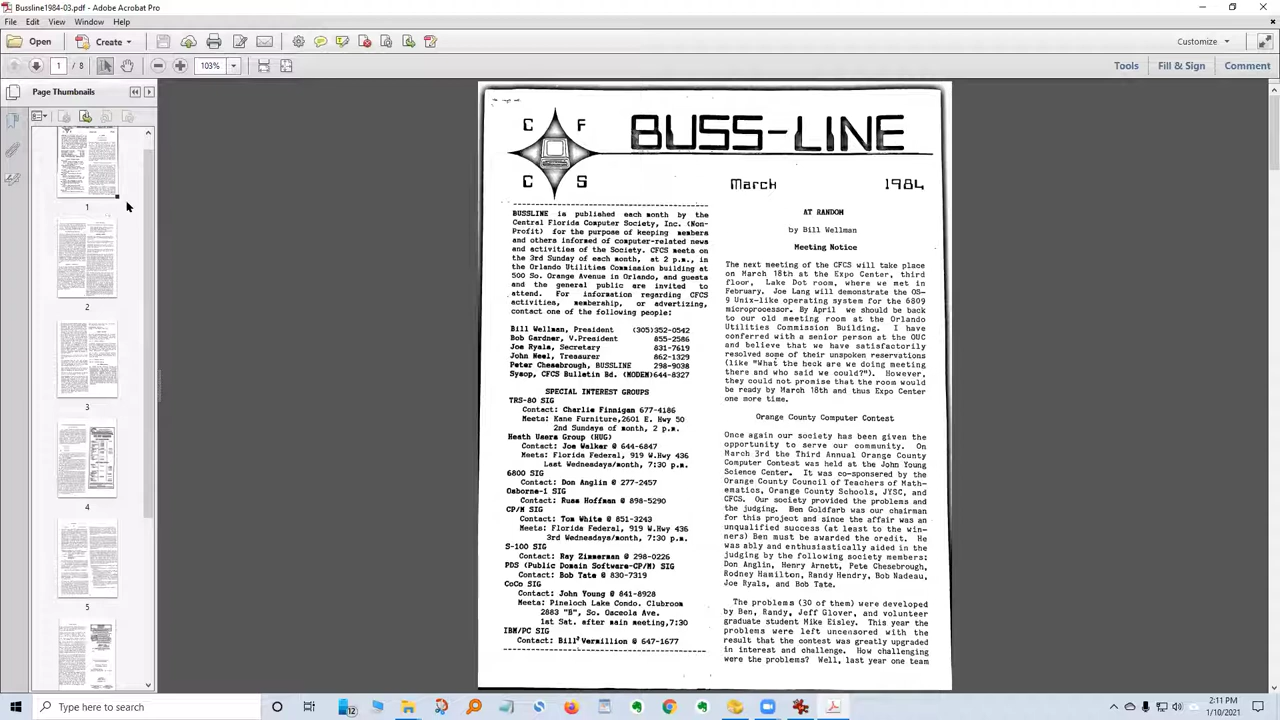 Bussline1984-03.pdf - Adobe Acrobat Pro
File Edit View Window Help
Open Create Customize
1 / 8 103% Tools Fill & Sign Comment
Page Thumbnails
1
2
3
4
5
C F
C S
BUSS-LINE
March 1984
BUSSLINE is published each month by the
Central Florida Computer Society, Inc. (Non-
Profit) for the purpose of keeping members
and others informed of computer-related news
and activities of the Society. CFCS meets on
the 3rd Sunday of each month, at 2 p.m., in
the Orlando Utilities Commission building at
500 So. Orange Avenue in Orlando, and guests
and the general public are invited to
attend. For information regarding CFCS
activities, membership, or advertizing,
contact one of the following people:
Bill Wellman, President (305)352-0542
Bob Gardner, V.President 855-2586
Joe Ryals, Secretary 831-7619
John Neel, Treasurer 862-1329
Peter Chesebrough, BUSSLINE 298-9038
Sysop, CFCS Bulletin Bd. (MODEM)644-8327
SPECIAL INTEREST GROUPS
TRS-80 SIG
Contact: Charlie Finnigan 677-4186
Meets: Kane Furniture,2601 E. Hwy 50
2nd Sundays of month, 2 p.m.
Heath Users Group (HUG)
Contact: Joe Walker @ 644-6847
Meets: Florida Federal, 919 W.Hwy 436
Last Wednesdays/month, 7:30 p.m.
6800 SIG
Contact: Don Anglin @ 277-2457
Osborne-1 SIG
Contact: Russ Hoffman @ 898-5290
CP/M SIG
Contact: Tom White @ 851-3243
Meets: Florida Federal, 919 W.Hwy 436
3rd Wednesdays/month, 7:30 p.m.
S-100 SIG
Contact: Ray Zimmerman @ 298-0226
PDS (Public Domain Software-CP/M) SIG
Contact: Bob Tate @ 830-7319
CoCo SIG
Contact: John Young @ 841-8928
Meets: Pineloch Lake Condo. Clubroom
2883 "B", So. Osceola Ave.
1st Sat. after main meeting,7:30
IBM/PC SIG
Contact: Bill Vermillion @ 647-1677
AT RANDOM
by Bill Wellman
Meeting Notice
The next meeting of the CFCS will take place
on March 18th at the Expo Center, third
floor, Lake Dot room, where we met in
February. Joe Lang will demonstrate the OS-
9 Unix-like operating system for the 6809
microprocessor. By April we should be back
to our old meeting room at the Orlando
Utilities Commission Building. I have
conferred with a senior person at the OUC
and believe that we have satisfactorily
resolved some of their unspoken reservations
(like "What the heck are we doing meeting
there and who said we could?"). However,
they could not promise that the room would
be ready by March 18th and thus Expo Center
one more time.
Orange County Computer Contest
Once again our society has been given the
opportunity to serve our community. On
March 3rd the Third Annual Orange County
Computer Contest was held at the John Young
Science Center. It was co-sponsered by the
Orange County Council of Teachers of Math-
ematics, Orange County Schools, JYSC, and
CFCS. Our society provided the problems and
the judging. Ben Goldfarb was our chairman
for this project and since the affair was an
unqualified success (at least to the win-
ners) Ben must be awarded the credit. He
was ably and enthusiastically aided in the
judging by the following society members:
Don Anglin, Henry Arnett, Pete Chesebrough,
Rodney Hamilton, Randy Hendry, Bob Nadeau,
Joe Ryals, and Bob Tate.
The problems (30 of them) were developed
by Ben, Randy, Jeff Glover, and volunteer
graduate student Mike Eisley. This year the
problems were left uncensored with the
result that the contest was greatly upgraded
in interest and challenge. How challenging
were the problems? Well, last year one team
Type here to search
12
2:11 PM
1/10/2021